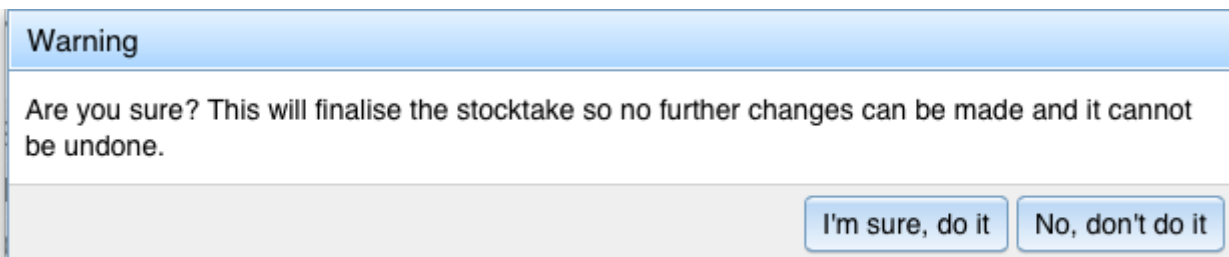 Warning
Are you sure? This will finalise the stocktake so no further changes can be made and it cannot
be undone.
I'm sure, do it
No, don't do it